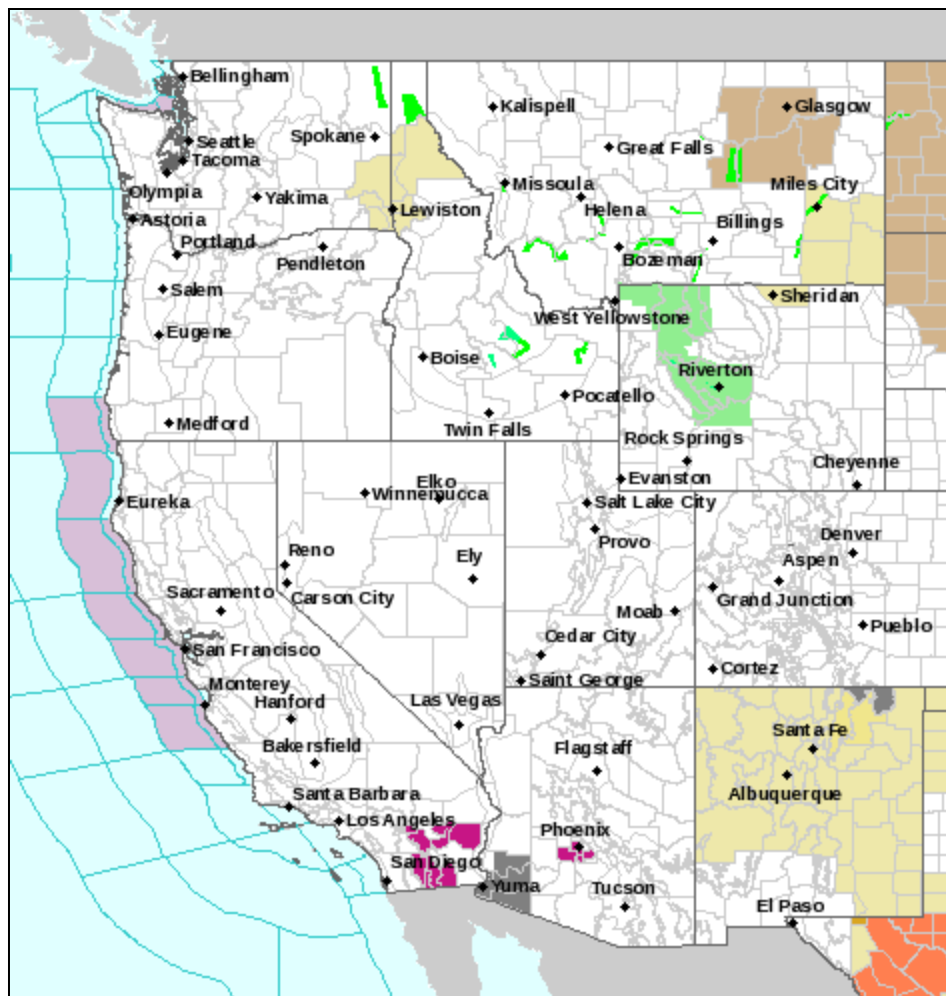 Bellingham
Kalispell
Glasgow
Spokane
Seattle
Great Falls
Tacoma
Missoula
Miles City
Olympia
Yakima
Helena
Lewiston
Astoria
Billings
Portland
Pendleton
Bozeman
Salem
Sheridan
West Yellowstone
Eugene
Boise
Riverton
Pocatello
Medford
Twin Falls
Rock Springs
Cheyenne
Elko
Evanston
Winnemucca
Eureka
Salt Lake City
Denver
Provo
Reno
Ely
Aspen
Sacramento
Carson City
Grand Junction
Moab
Pueblo
Cedar City
San Francisco
Cortez
Saint George
Monterey
Hanford
Las Vegas
Santa Fe
Bakersfield
Flagstaff
Albuquerque
Santa Barbara
Los Angeles
Phoenix
San Diego
Yuma
Tucson
El Paso